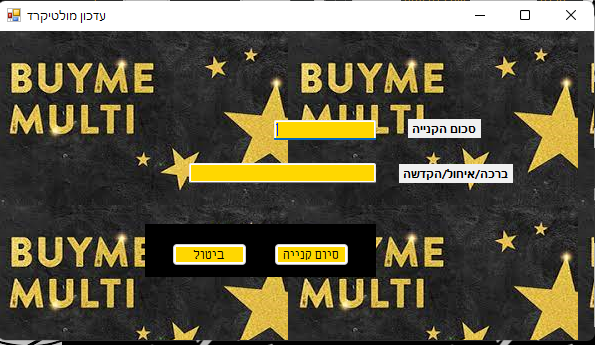 עדכון מולטיקרד
BUYME BUYME
MULTI MULTI
סכום הקנייה
ברכה/איחול/הקדשה
סיום קנייה ביטול
BUYME BUYME
MULTI MULTI